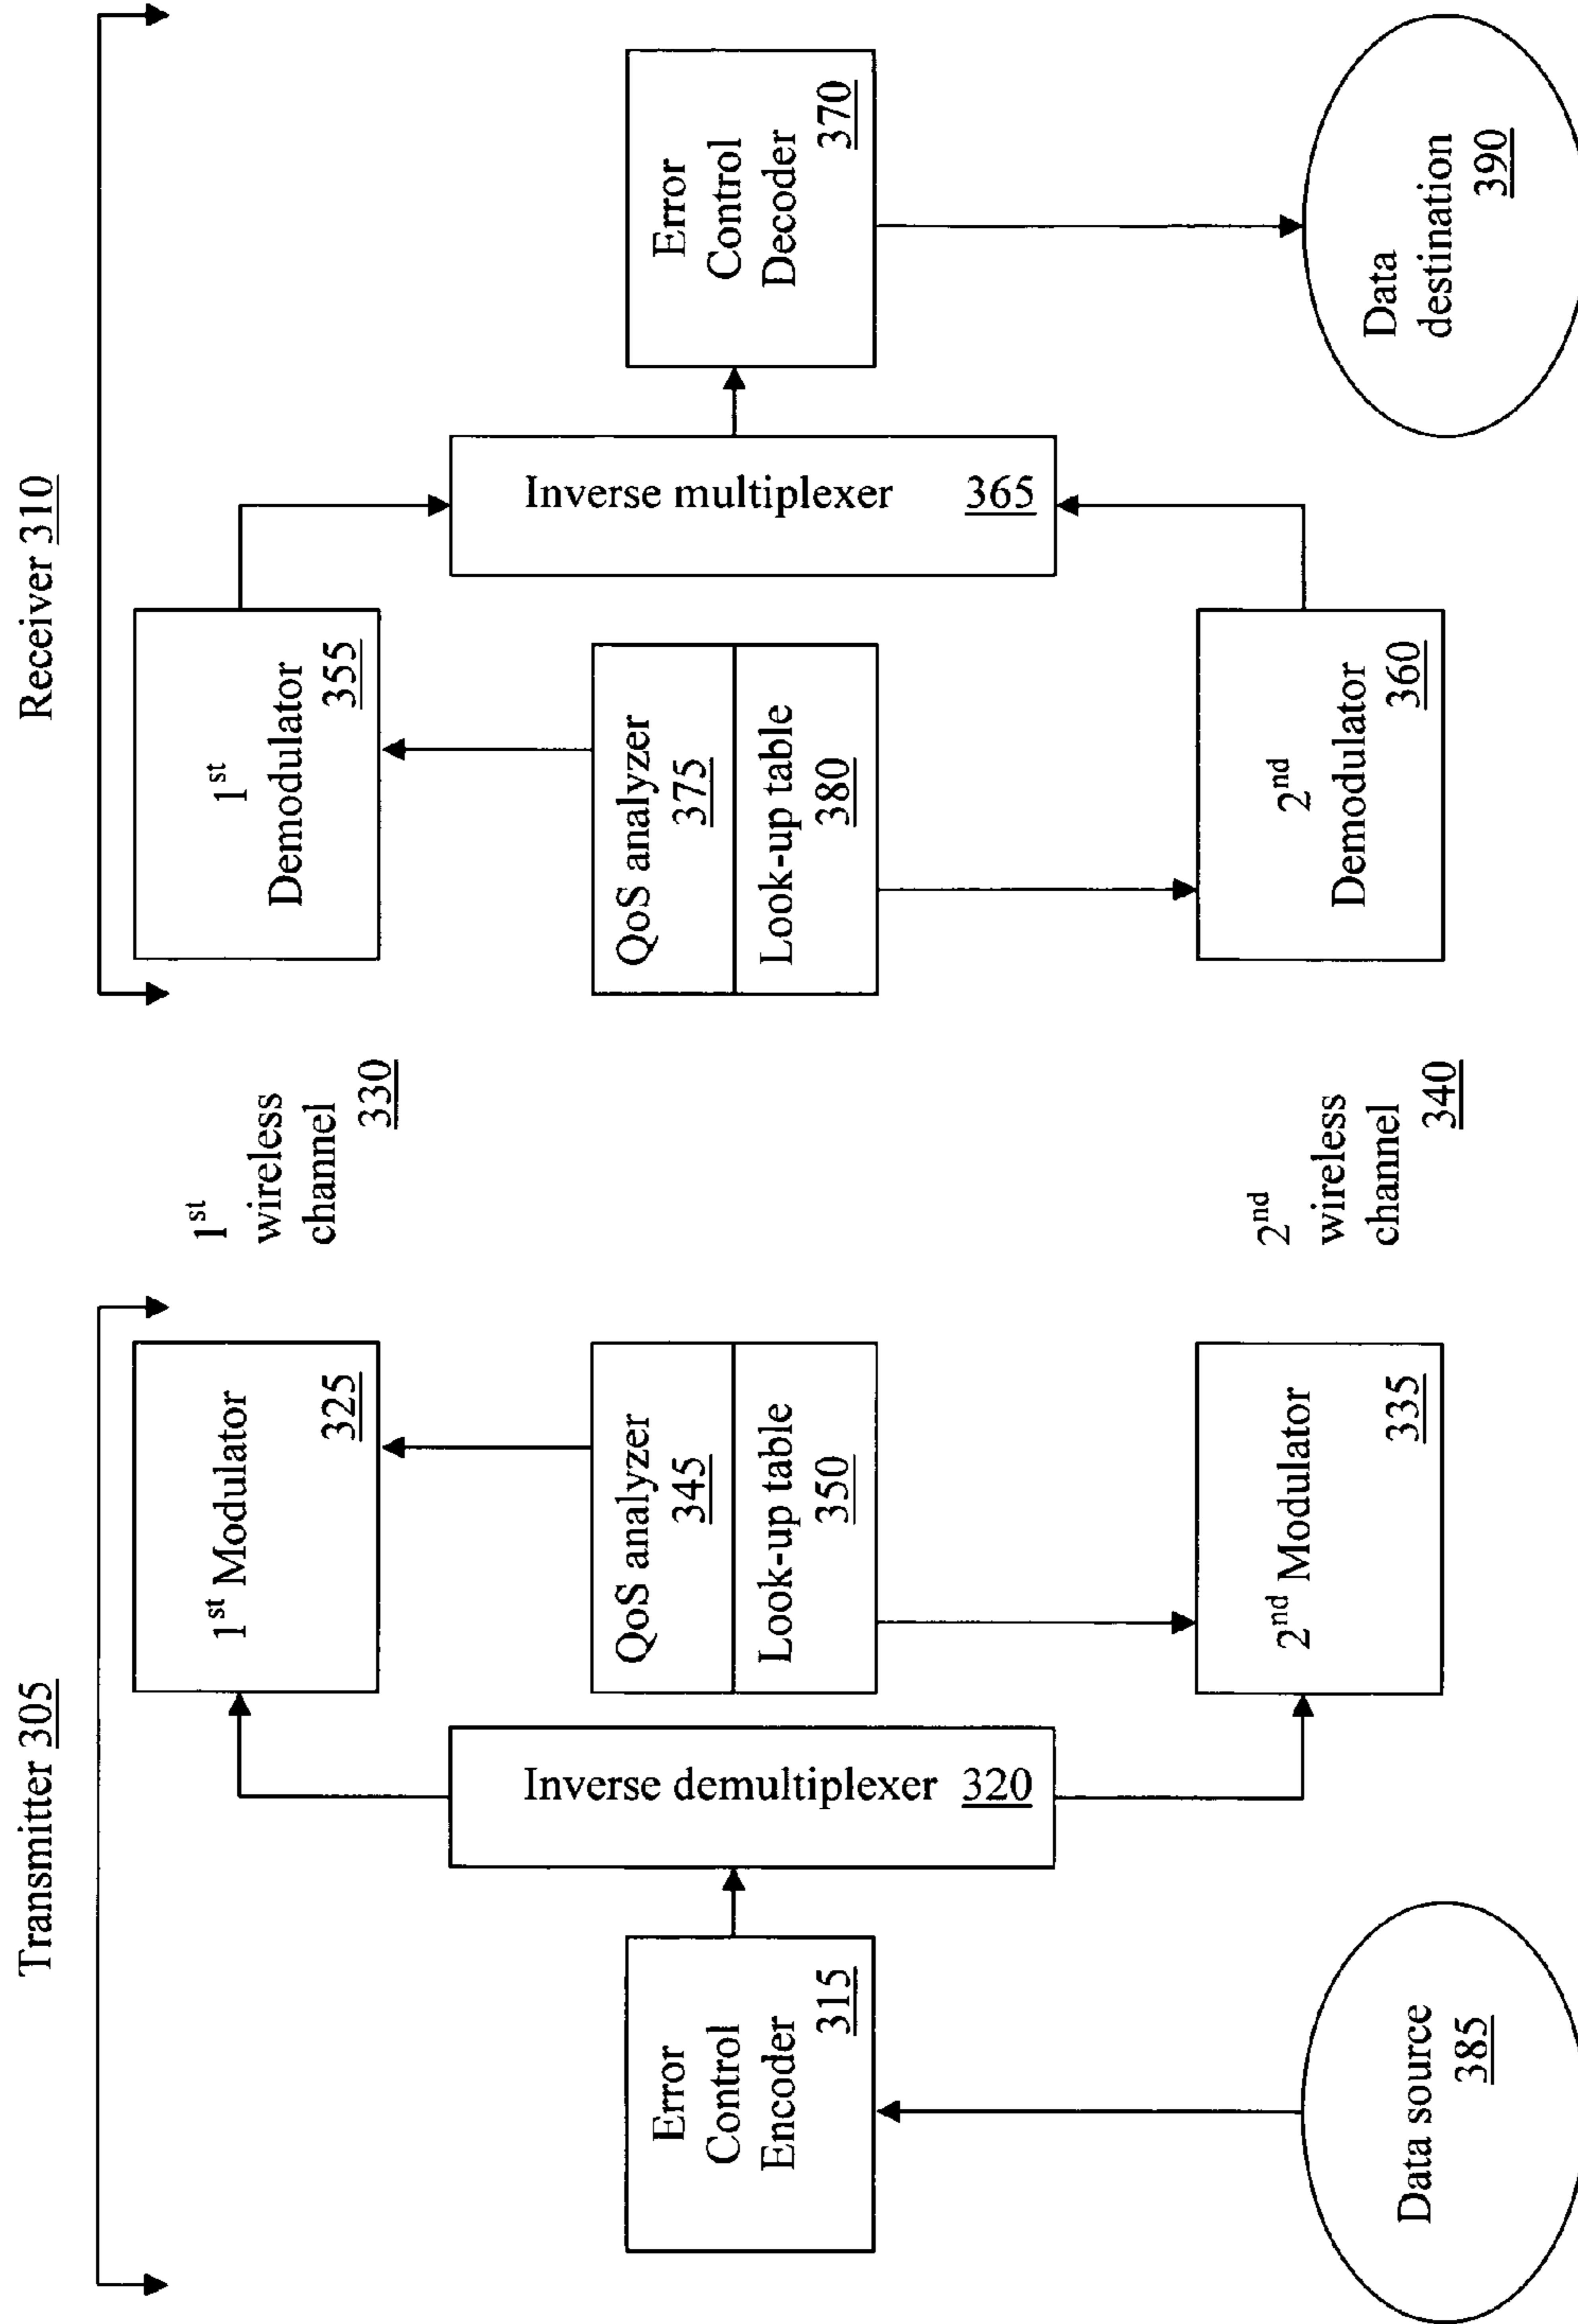 Transmitter 305
Receiver 310
1st Modulator
325
1st
wireless
channel
330
1st
Demodulator
355
Error
Control
Encoder
315
Inverse demultiplexer 320
QoS analyzer
345
Look-up table
350
QoS analyzer
375
Look-up table
380
Inverse multiplexer 365
Error
Control
Decoder
370
Data source
385
2nd Modulator
335
2nd
wireless
channel
340
2nd
Demodulator
360
Data
destination
390